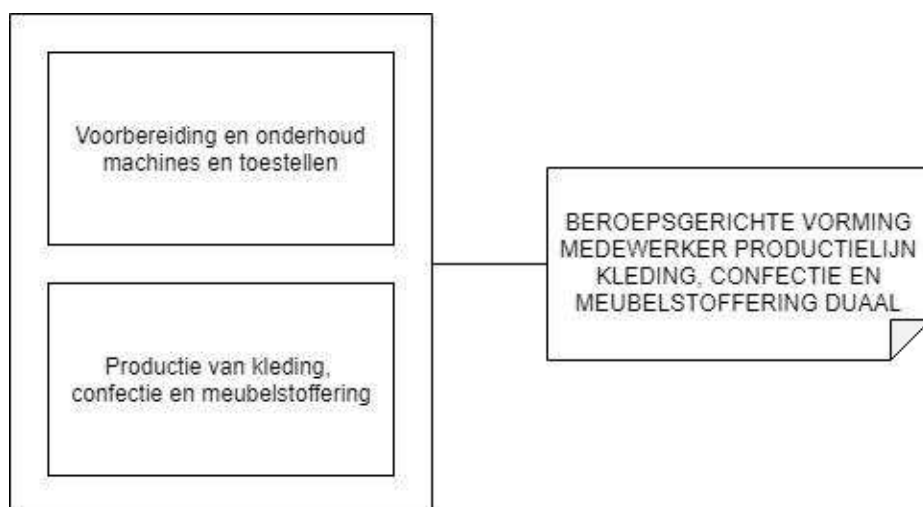 Voorbereiding en onderhoud
machines en toestellen
Productie van kleding,
confectie en meubelstoffering
BEROEPSGERICHTE VORMING
MEDEWERKER PRODUCTIELIJN
KLEDING, CONFECTIE EN
MEUBELSTOFFERING DUAAL